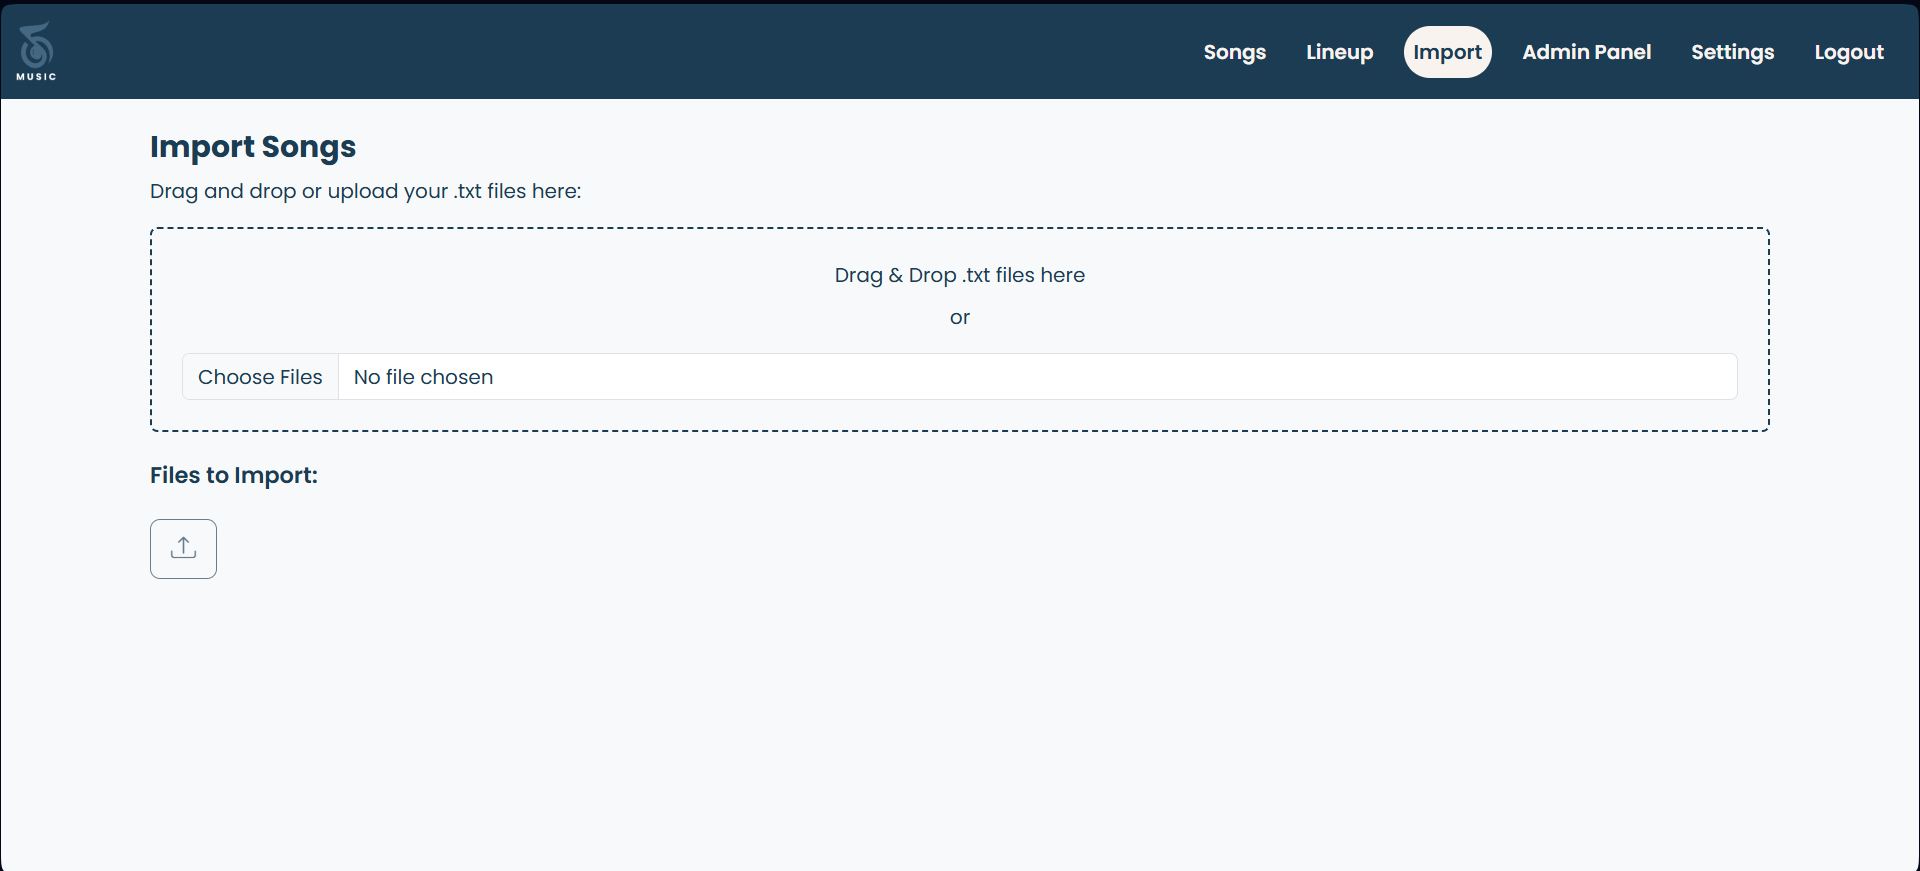 MUSIC
Songs Lineup Import Admin Panel Settings Logout
Import Songs
Drag and drop or upload your .txt files here:
Drag & Drop .txt files here
or
Choose Files No file chosen
Files to Import: